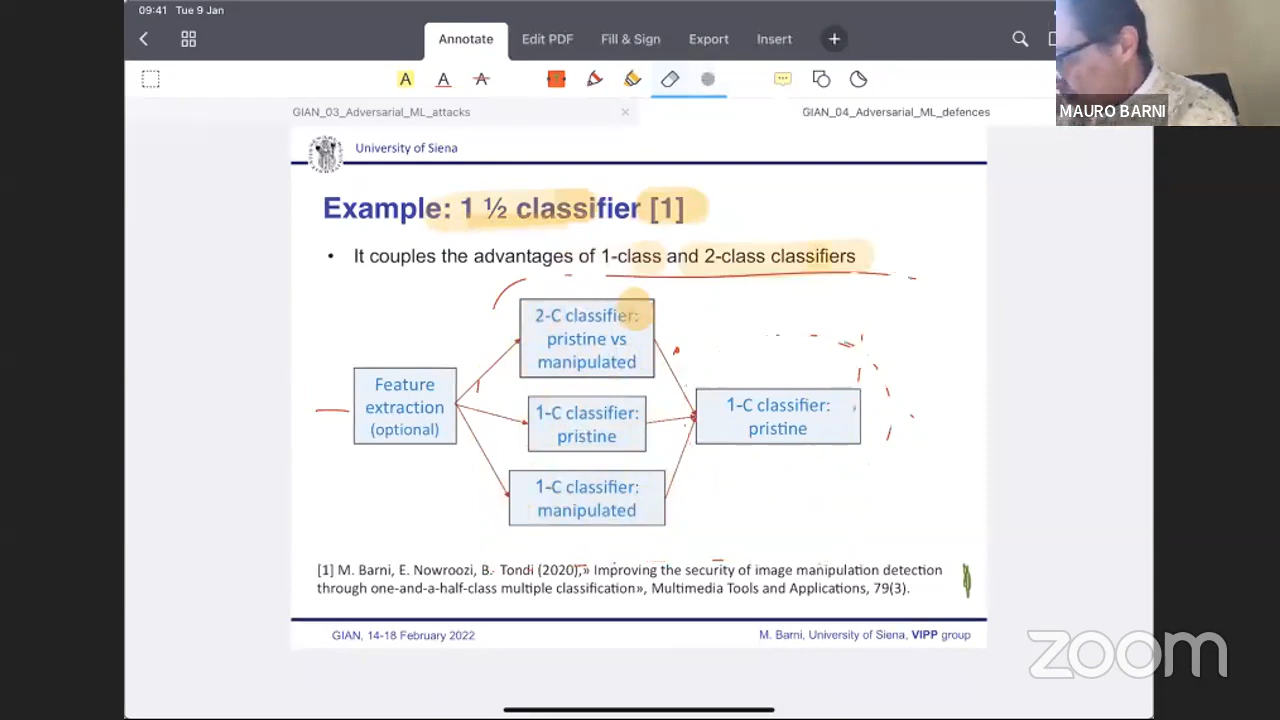 09:41 Tue 9 Jan
Annotate Edit PDF Fill & Sign Export Insert +
A A A
GIAN_03_Adversarial_ML_attacks × GIAN_04_Adversarial_ML_defences
MAURO BARNI
University of Siena
Example: 1 ½ classifier [1]
• It couples the advantages of 1-class and 2-class classifiers
2-C classifier:
pristine vs
manipulated
Feature
extraction
(optional)
1-C classifier:
pristine
1-C classifier:
manipulated
1-C classifier:
pristine
[1] M. Barni, E. Nowroozi, B. Tondi (2020),» Improving the security of image manipulation detection
through one-and-a-half-class multiple classification», Multimedia Tools and Applications, 79(3).
GIAN, 14-18 February 2022 M. Barni, University of Siena, VIPP group
zoom